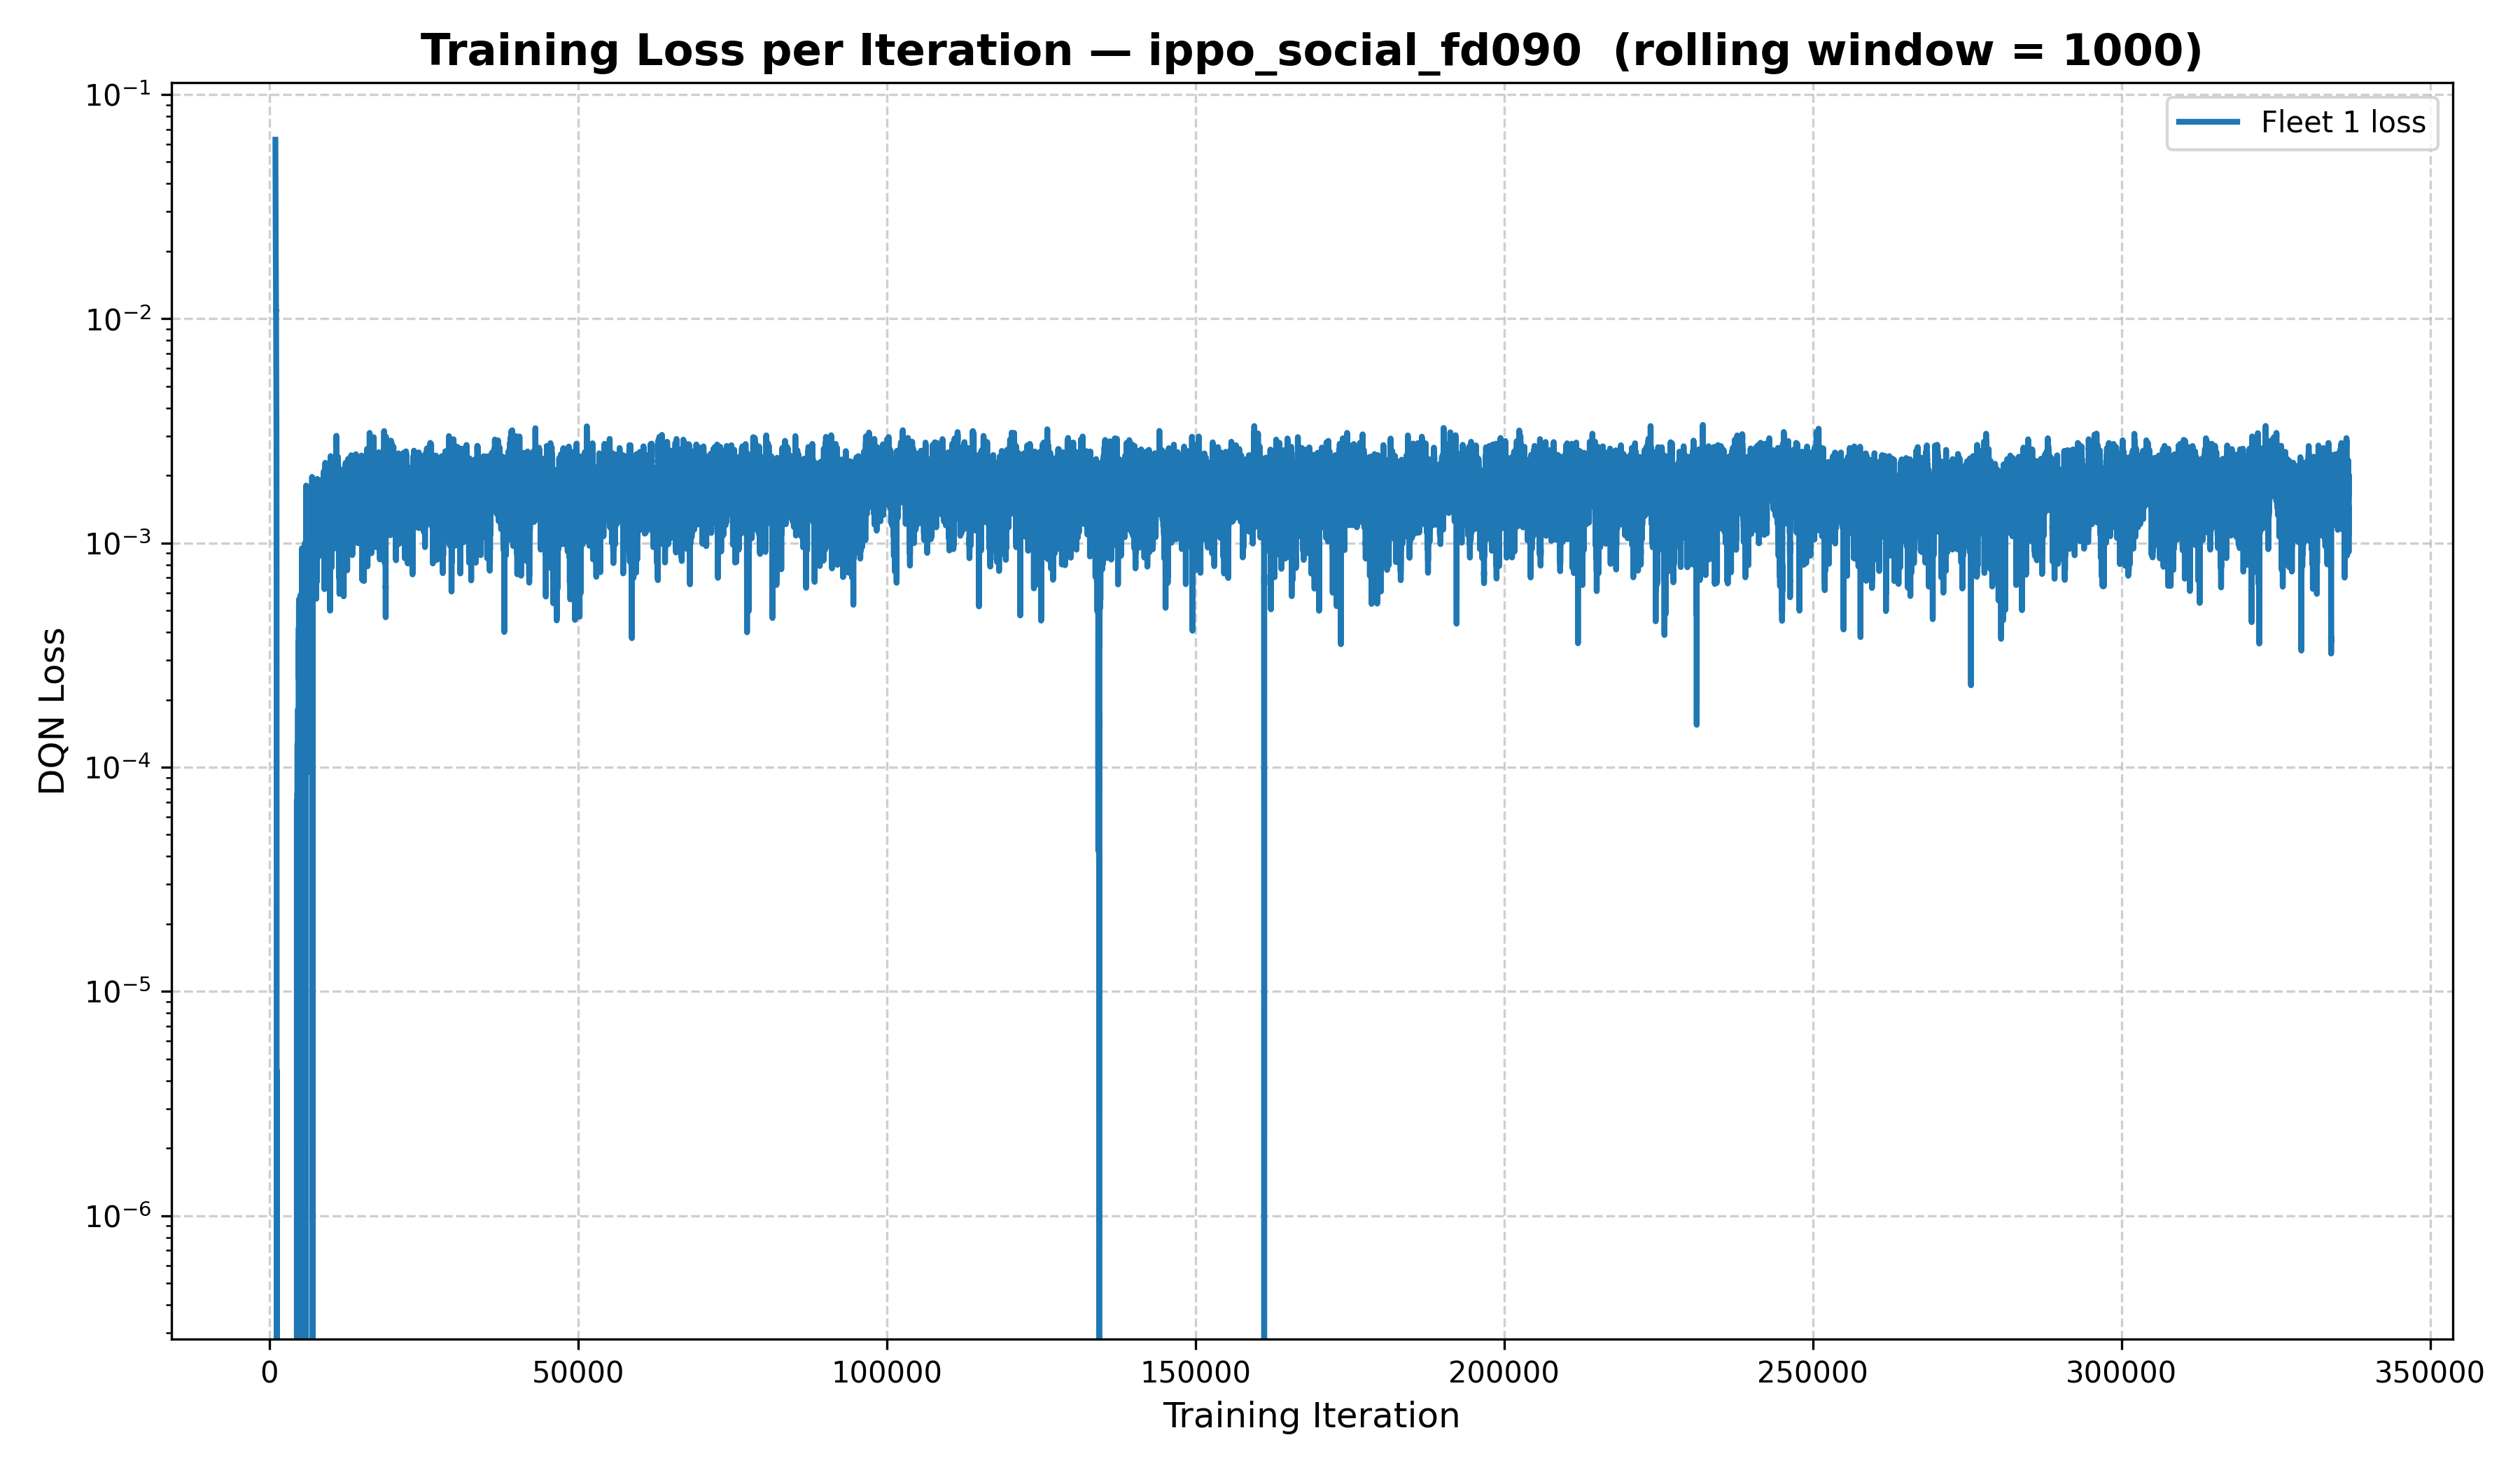 Training Loss per Iteration — ippo_social_fd090  (rolling window = 1000)
Fleet 1 loss
DQN Loss
10⁻¹
10⁻²
10⁻³
10⁻⁴
10⁻⁵
10⁻⁶
0 50000 100000 150000 200000 250000 300000 350000
Training Iteration